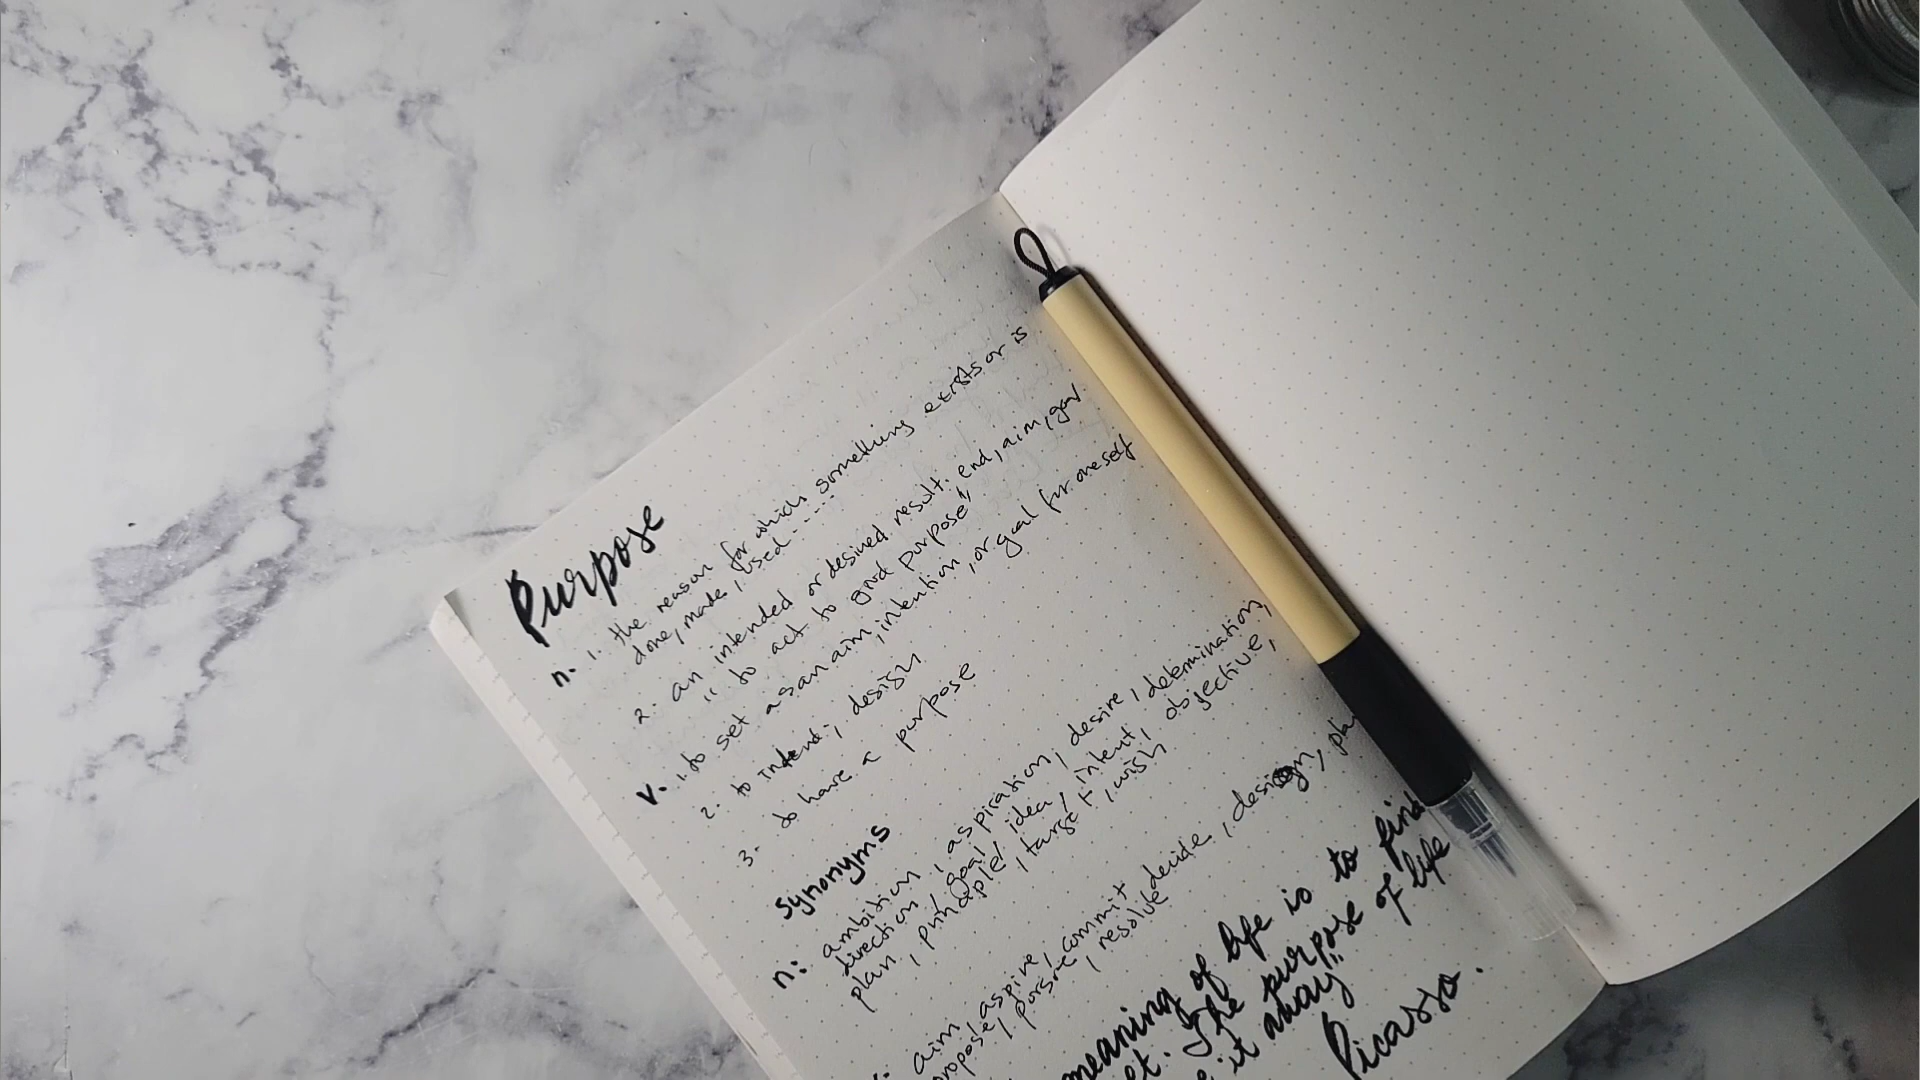 Purpose
n. 1. the reason for which something exists or is
done, made, used ....
2. an intended or desired result. end, aim, goal
" to act to good purpose"
v. 1. to set as an aim, intention, or goal for oneself
2. to intend; design
3. to have a purpose
Synonyms
n: ambition, aspiration, desire, determination,
direction, goal, idea, intent, objective,
plan, principle, target, wish
aim, aspire, commit, decide, design, plan
propose, pursue, resolve
meaning of life is to find
The purpose of life
it away"
Picasso.